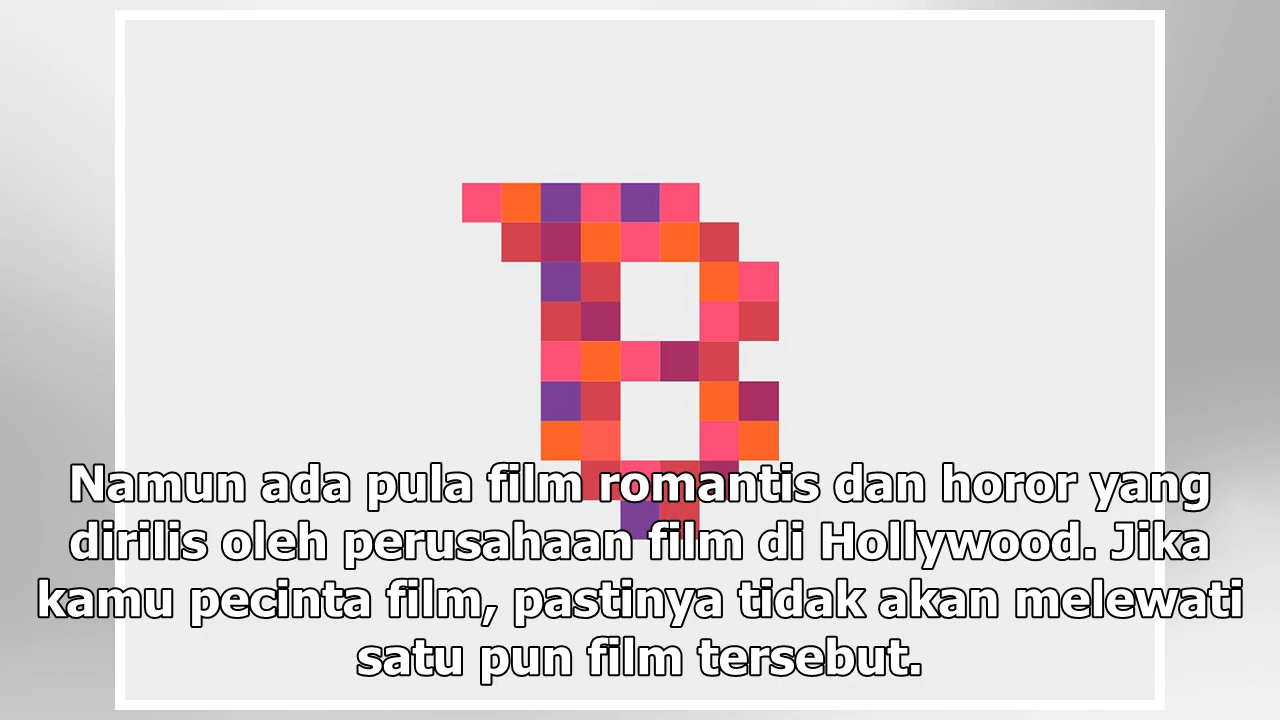 Namun ada pula film romantis dan horor yang
dirilis oleh perusahaan film di Hollywood. Jika
kamu pecinta film, pastinya tidak akan melewati
satu pun film tersebut.